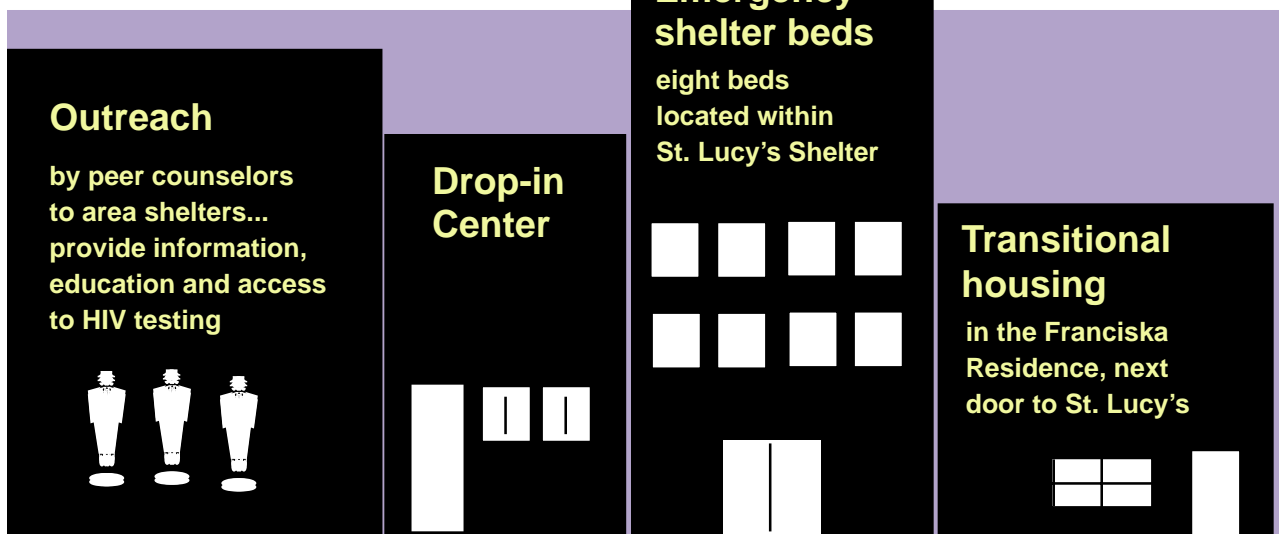 Outreach
by peer counselors
to area shelters...
provide information,
education and access
to HIV testing
Drop-in
Center
Emergency
shelter beds
eight beds
located within
St. Lucy’s Shelter
Transitional
housing
in the Franciska
Residence, next
door to St. Lucy’s